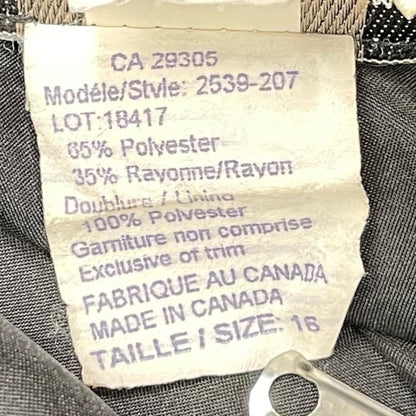 CA 29305
Modéle/Style: 2539-207
LOT:18417
65% Polyester
35% Rayonne/Rayon
Doublure / Lining
100% Polyester
Garniture non comprise
Exclusive of trim
FABRIQUE AU CANADA
MADE IN CANADA
TAILLE / SIZE: 16